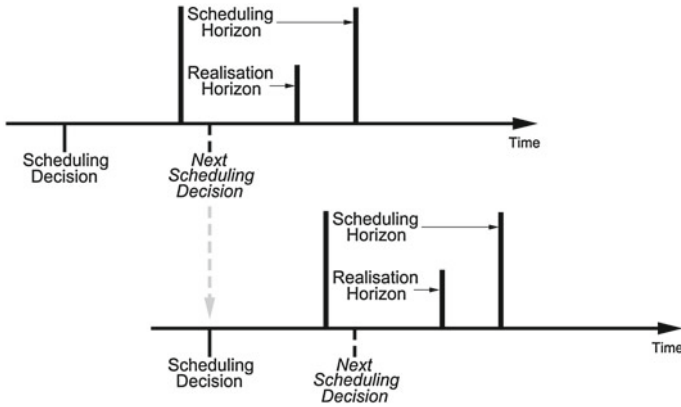 Scheduling
Horizon
Realisation
Horizon
Time
Scheduling
Decision
Next
Scheduling
Decision
Scheduling
Horizon
Realisation
Horizon
Time
Scheduling
Decision
Next
Scheduling
Decision